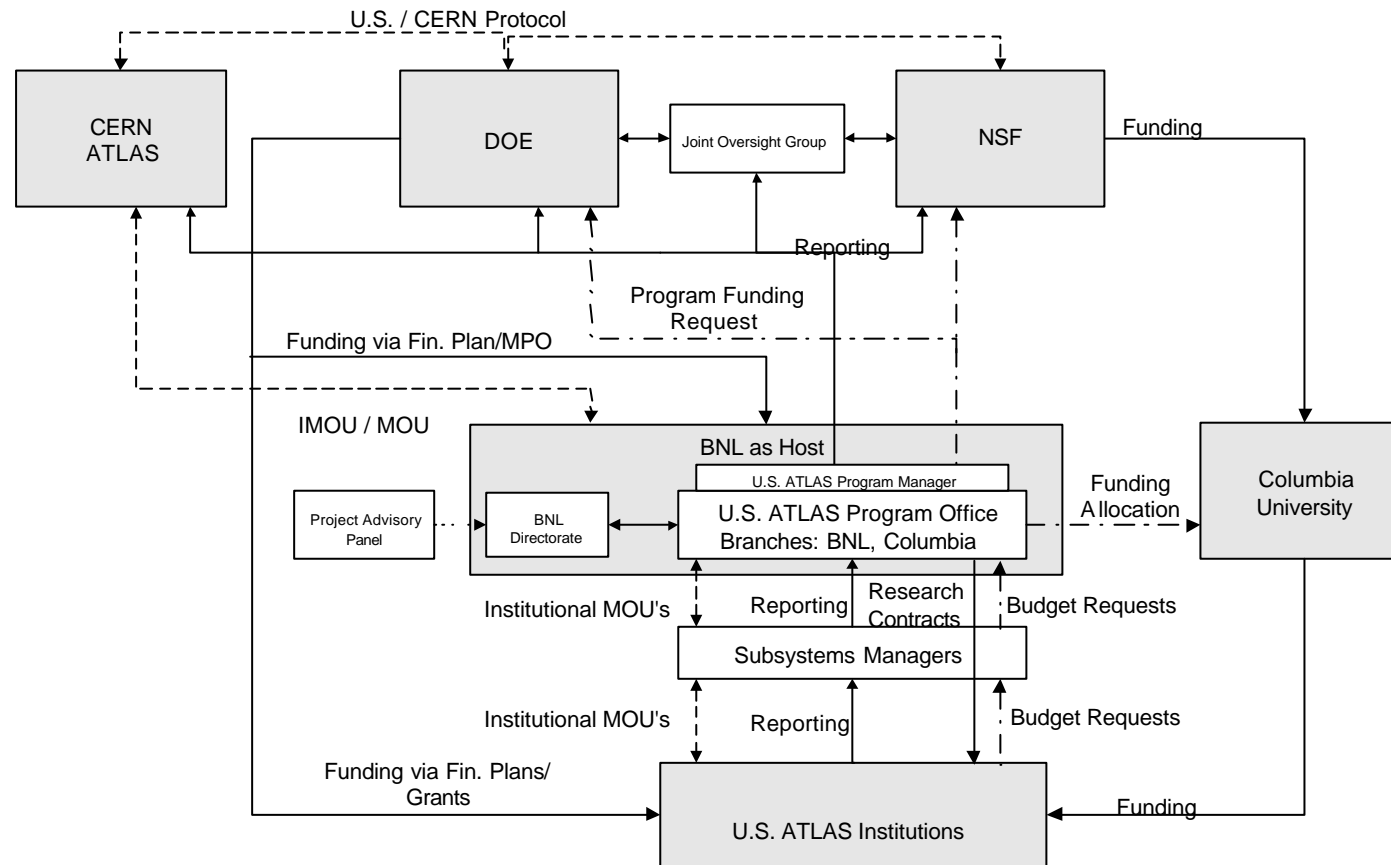 U.S. / CERN Protocol
CERN
ATLAS
DOE
Joint Oversight Group
NSF
Funding
Reporting
Program Funding
Request
Funding via Fin. Plan/MPO
IMOU / MOU
BNL as Host
U.S. ATLAS Program Manager
Project Advisory
Panel
BNL
Directorate
U.S. ATLAS Program Office
Branches: BNL, Columbia
Funding
Allocation
Columbia
University
Institutional MOU's
Reporting
Research
Contracts
Budget Requests
Subsystems Managers
Institutional MOU's
Reporting
Budget Requests
Funding via Fin. Plans/
Grants
U.S. ATLAS Institutions
Funding